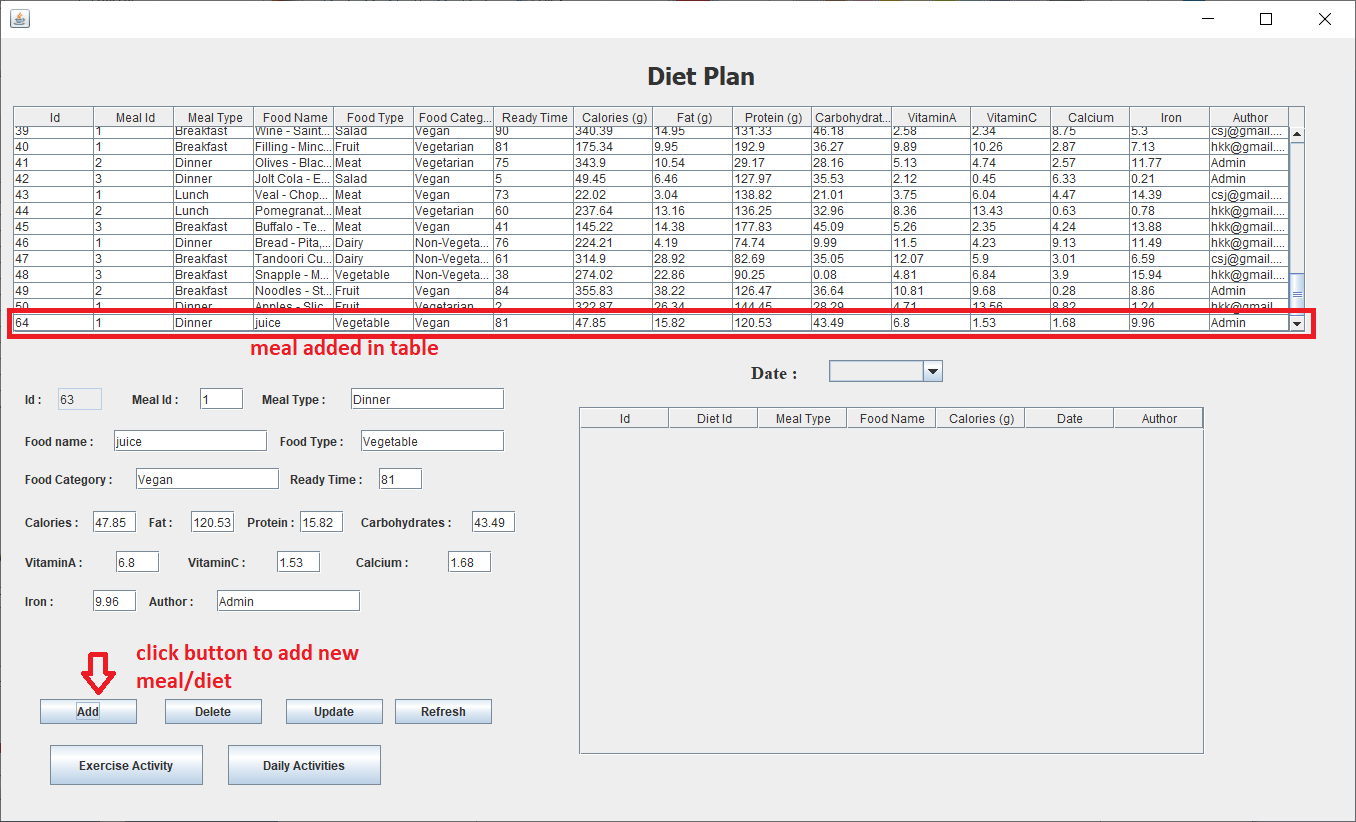 Diet Plan
Id Meal Id Meal Type Food Name Food Type Food Categ... Ready Time Calories (g) Fat (g) Protein (g) Carbohydrat... VitaminA VitaminC Calcium Iron Author
39 1 Breakfast Wine - Saint... Salad Vegan 90 340.39 14.95 131.33 46.18 2.58 2.34 8.75 5.3 csj@gmail....
40 1 Breakfast Filling - Minc... Fruit Vegetarian 81 175.34 9.95 192.9 36.27 9.89 10.26 2.87 7.13 hkk@gmail....
41 2 Dinner Olives - Blac... Meat Vegetarian 75 343.9 10.54 29.17 28.16 5.13 4.74 2.57 11.77 Admin
42 3 Dinner Jolt Cola - E... Salad Vegan 5 49.45 6.46 127.97 35.53 2.12 0.45 6.33 0.21 Admin
43 1 Lunch Veal - Chop... Meat Vegan 73 22.02 3.04 138.82 21.01 3.75 6.04 4.47 14.39 csj@gmail....
44 2 Lunch Pomegranat... Meat Vegetarian 60 237.64 13.16 136.25 32.96 8.36 13.43 0.63 0.78 hkk@gmail....
45 3 Breakfast Buffalo - Te... Meat Vegan 41 145.22 14.38 177.83 45.09 5.26 2.35 4.24 13.88 hkk@gmail....
46 1 Dinner Bread - Pita,... Dairy Non-Vegeta... 76 224.21 4.19 74.74 9.99 11.5 4.23 9.13 11.49 hkk@gmail....
47 3 Breakfast Tandoori Cu... Dairy Non-Vegeta... 61 314.9 28.92 82.69 35.05 12.07 5.9 3.01 6.59 csj@gmail....
48 3 Breakfast Snapple - M... Vegetable Non-Vegeta... 38 274.02 22.86 90.25 0.08 4.81 6.84 3.9 15.94 hkk@gmail....
49 2 Breakfast Noodles - St... Fruit Vegan 84 355.83 38.22 126.47 36.64 10.81 9.68 0.28 8.86 Admin
50 1 Dinner Apples - Slic... Fruit Vegetarian 2 322.87 26.34 144.45 28.29 4.71 13.56 8.82 1.24 hkk@gmail....
64 1 Dinner juice Vegetable Vegan 81 47.85 15.82 120.53 43.49 6.8 1.53 1.68 9.96 Admin
meal added in table
Date :
Id : 63 Meal Id : 1 Meal Type : Dinner
Food name : juice Food Type : Vegetable
Food Category : Vegan Ready Time : 81
Calories : 47.85 Fat : 120.53 Protein : 15.82 Carbohydrates : 43.49
VitaminA : 6.8 VitaminC : 1.53 Calcium : 1.68
Iron : 9.96 Author : Admin
Id Diet Id Meal Type Food Name Calories (g) Date Author
click button to add new
meal/diet
Add Delete Update Refresh
Exercise Activity Daily Activities